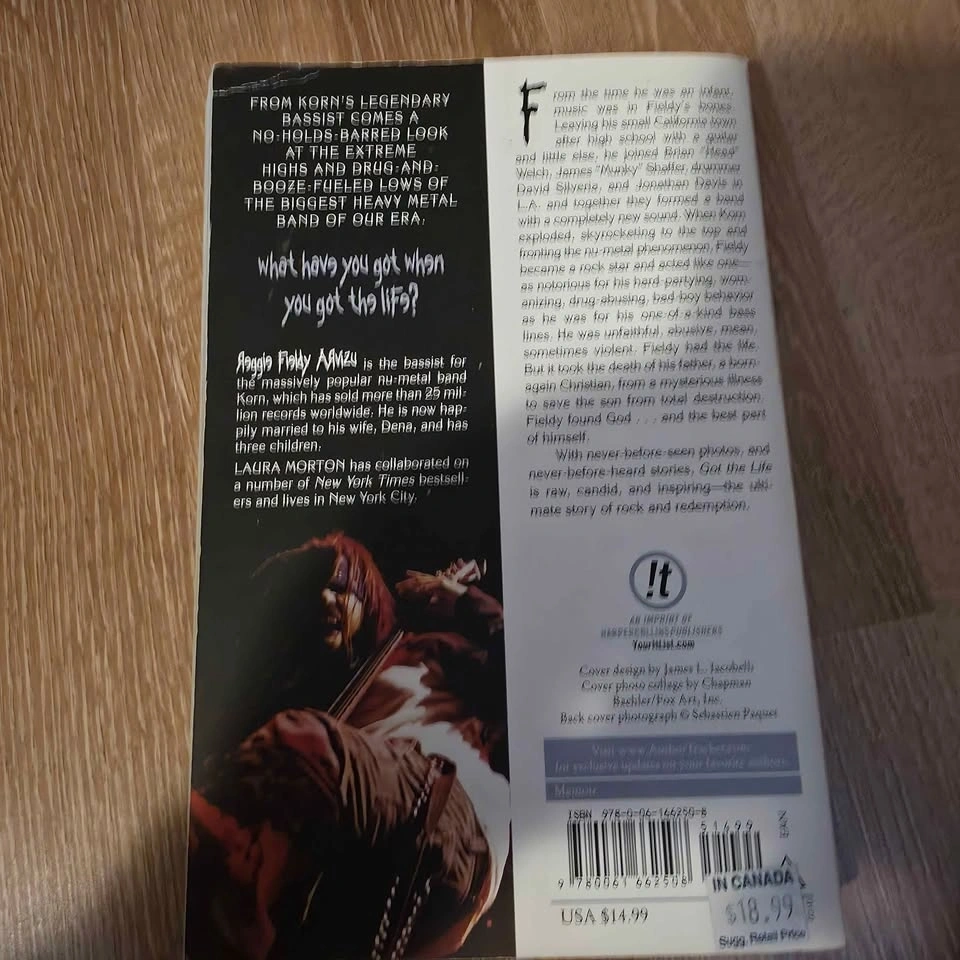 FROM KORN'S LEGENDARY
BASSIST COMES A
NO-HOLDS-BARRED LOOK
AT THE EXTREME
HIGHS AND DRUG-AND-
BOOZE-FUELED LOWS OF
THE BIGGEST HEAVY METAL
BAND OF OUR ERA.
what have you got when
you got the life?
Reggie Fieldy Arvizu is the bassist for
the massively popular nu-metal band
Korn, which has sold more than 25 mil-
lion records worldwide. He is now hap-
pily married to his wife, Dena, and has
three children.
LAURA MORTON has collaborated on
a number of New York Times bestsell-
ers and lives in New York City.
From the time he was an infant,
music was in Fieldy's bones.
Leaving his small California town
after high school with a guitar
and little else, he joined Brian "Head"
Welch, James "Munky" Shaffer, drummer
David Silveria, and Jonathan Davis in
L.A. and together they formed a band
with a completely new sound. When Korn
exploded, skyrocketing to the top and
fronting the nu-metal phenomenon, Fieldy
became a rock star and acted like one—
as notorious for his hard-partying, wom-
anizing, drug-abusing, bad-boy behavior
as he was for his one-of-a-kind bass
lines. He was unfaithful, abusive, mean,
sometimes violent. Fieldy had the life.
But it took the death of his father, a born-
again Christian, from a mysterious illness
to save the son from total destruction.
Fieldy found God . . . and the best part
of himself.
With never-before-seen photos, and
never-before-heard stories, Got the Life
is raw, candid, and inspiring—the ulti-
mate story of rock and redemption.
!t
AN IMPRINT OF
HARPERCOLLINSPUBLISHERS
YourItList.com
Cover design by James L. Iacobelli
Cover photo collage by Chapman
Baehler/Fox Art, Inc.
Back cover photograph © Sebastien Paquet
Visit www.AuthorTracker.com
for exclusive updates on your favorite authors.
Memoir
ISBN 978-0-06-166250-8
51499
9 780061 662508
USA $14.99
IN CANADA
$18.99
Sugg. Retail Price